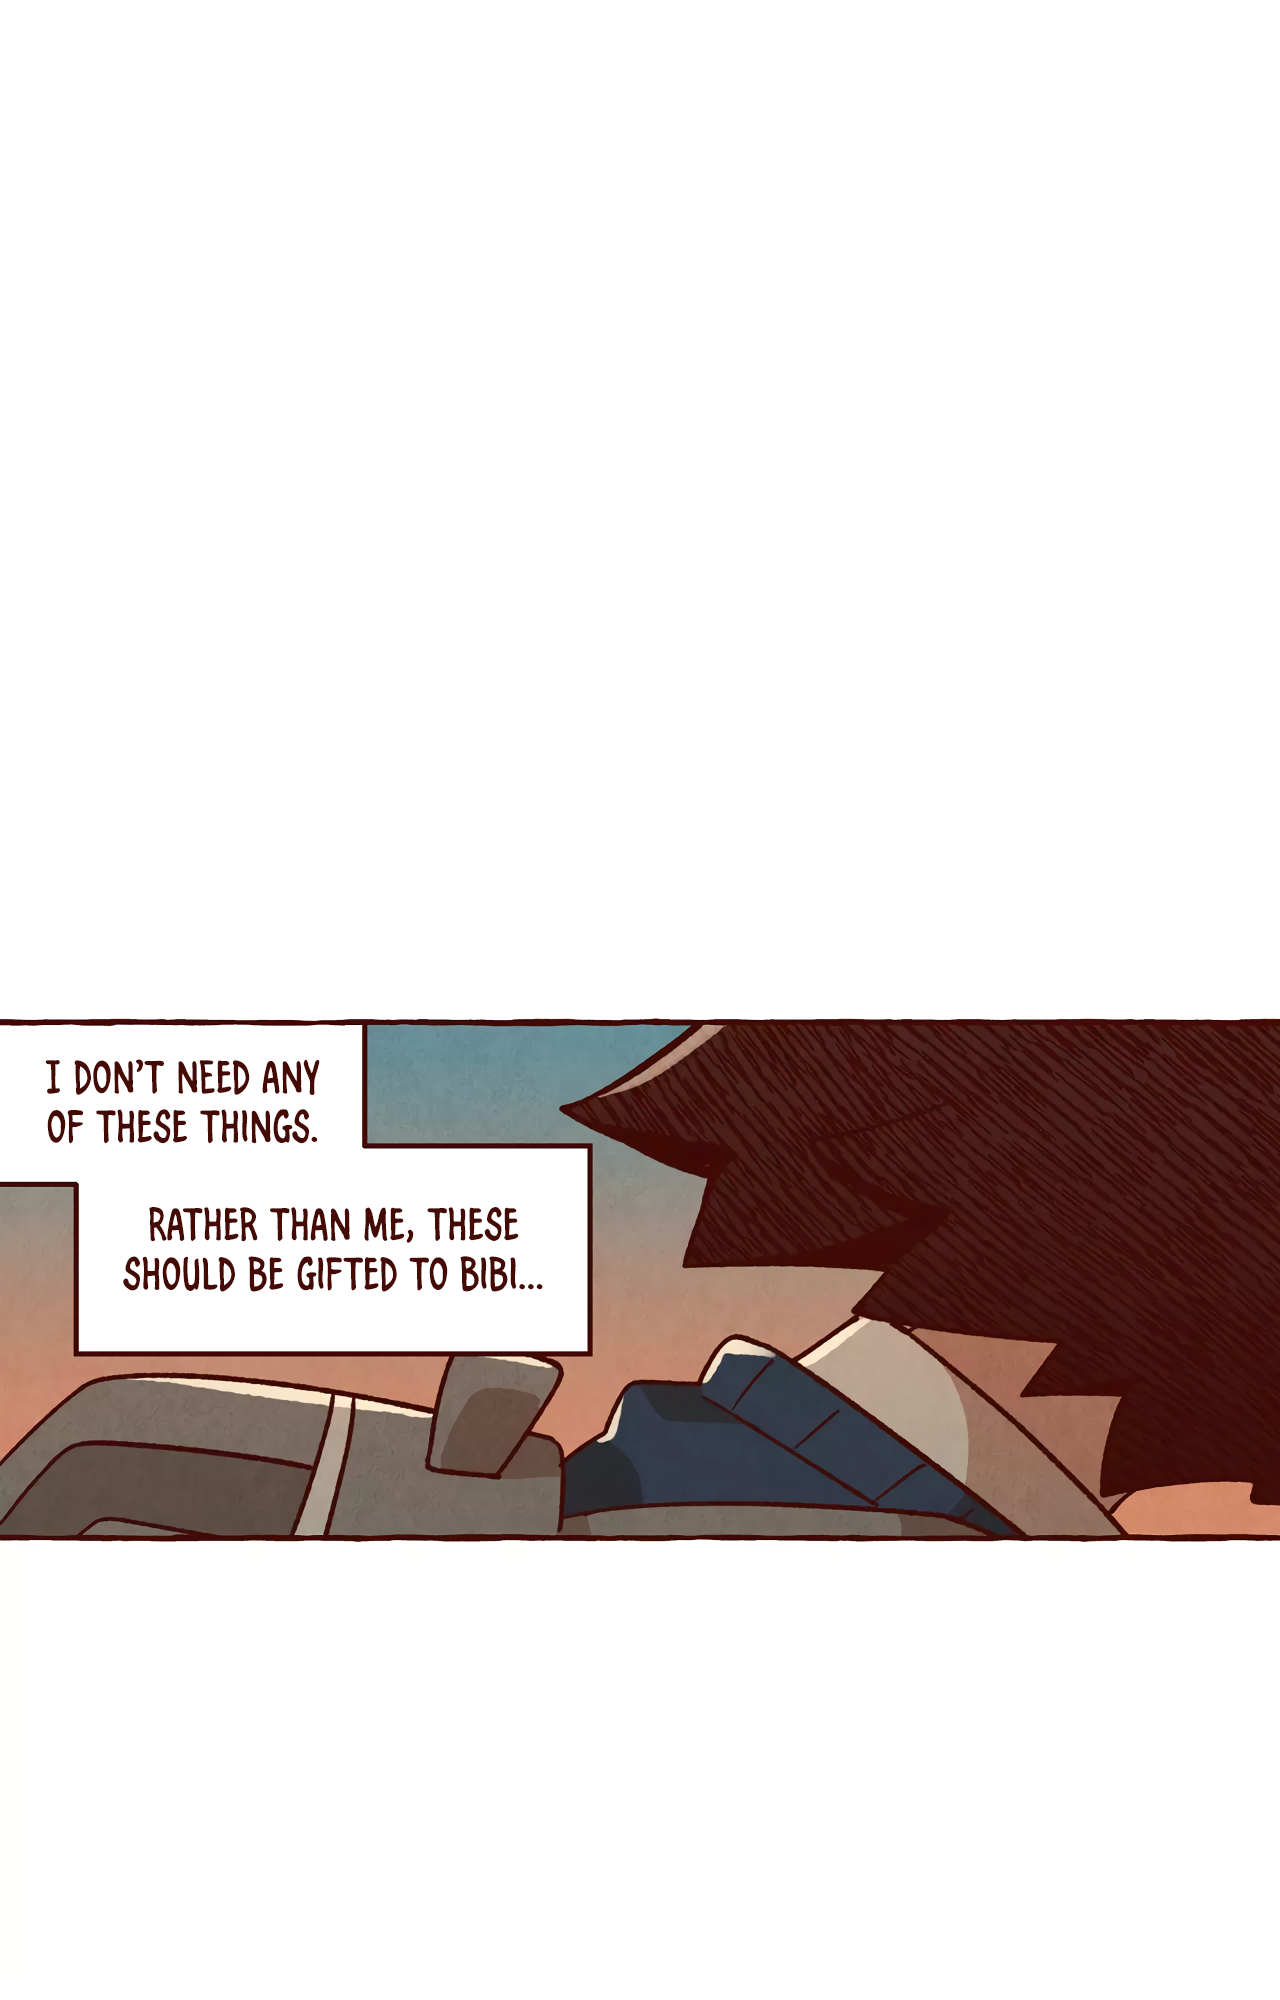 I DON'T NEED ANY
OF THESE THINGS.
RATHER THAN ME, THESE
SHOULD BE GIFTED TO BIBI...